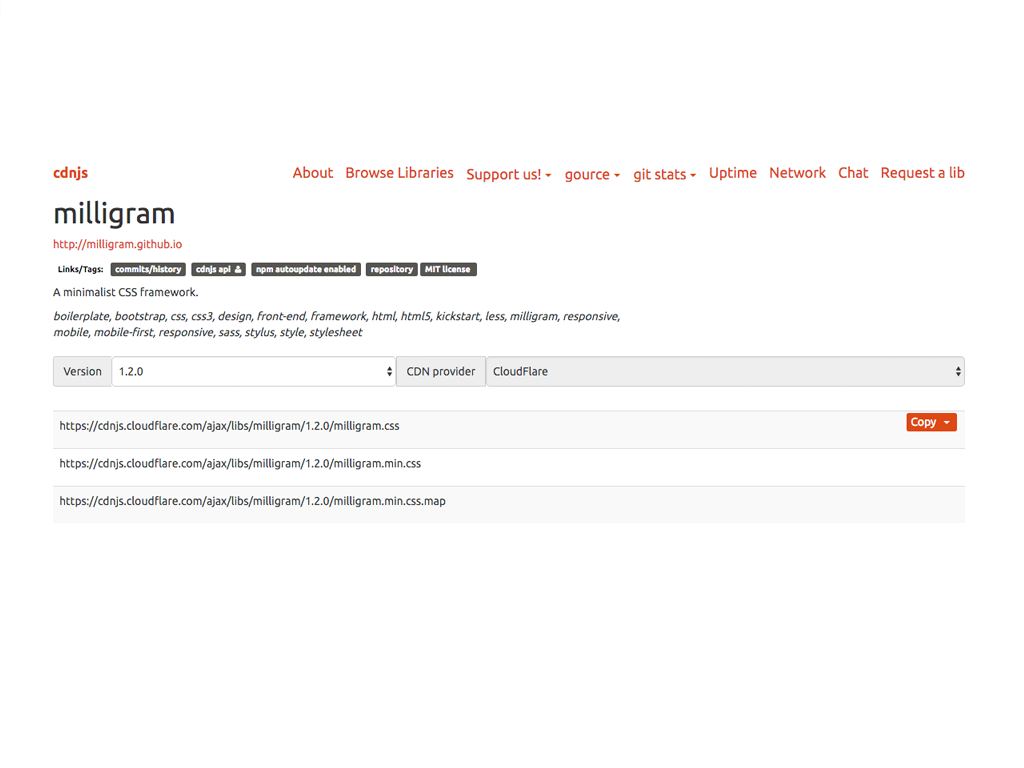 cdnjs About Browse Libraries Support us! gource git stats Uptime Network Chat Request a lib
milligram
http://milligram.github.io
Links/Tags: commits/history cdnjs api npm autoupdate enabled repository MIT license
A minimalist CSS framework.
boilerplate, bootstrap, css, css3, design, front-end, framework, html, html5, kickstart, less, milligram, responsive,
mobile, mobile-first, responsive, sass, stylus, style, stylesheet
Version 1.2.0 CDN provider CloudFlare
https://cdnjs.cloudflare.com/ajax/libs/milligram/1.2.0/milligram.css Copy
https://cdnjs.cloudflare.com/ajax/libs/milligram/1.2.0/milligram.min.css
https://cdnjs.cloudflare.com/ajax/libs/milligram/1.2.0/milligram.min.css.map